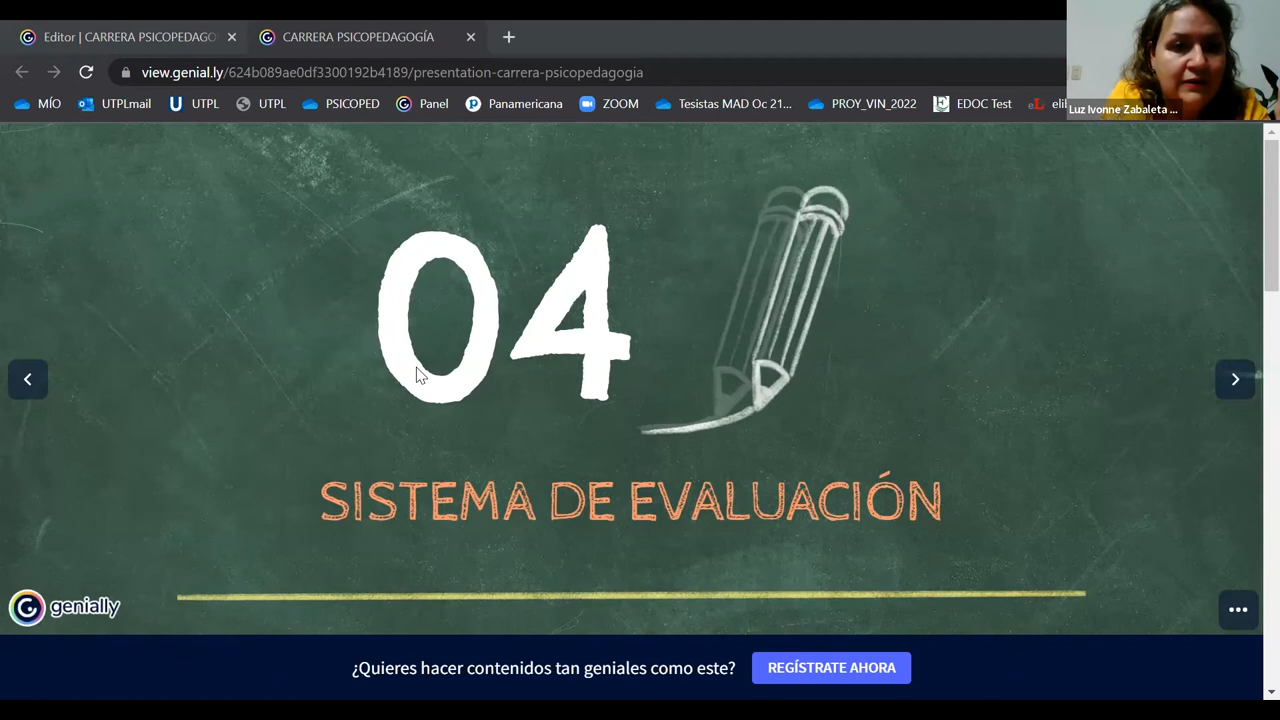 Editor | CARRERA PSICOPEDAGO
CARRERA PSICOPEDAGOGÍA
view.genial.ly/624b089ae0df3300192b4189/presentation-carrera-psicopedagogia
MÍO UTPLmail UTPL UTPL PSICOPED Panel Panamericana ZOOM Tesistas MAD Oc 21... PROY_VIN_2022 EDOC Test eli
Luz Ivonne Zabaleta ...
04
SISTEMA DE EVALUACIÓN
genially
¿Quieres hacer contenidos tan geniales como este? REGÍSTRATE AHORA